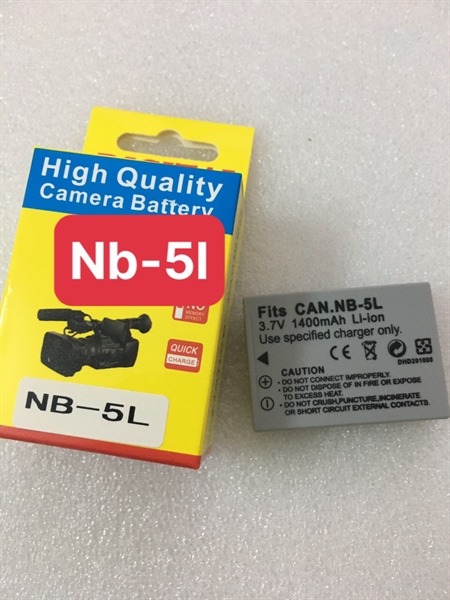 High Quality
Camera Battery
Nb-5l
NO
MEMORY
EFFECT
QUICK
CHARGE
NB-5L
Fits CAN.NB-5L
3.7V 1400mAh Li-ion
Use specified charger only.
DHD201805
CAUTION
• DO NOT CONNECT IMPROPERLY.
• DO NOT DISPOSE OF IN FIRE OR EXCESS
EXCESSIVE HEAT.
• DO NOT CRUSH,PUNCTURE,INCINERATE
OR SHORT CIRCUIT EXTERNAL CONTACTS.